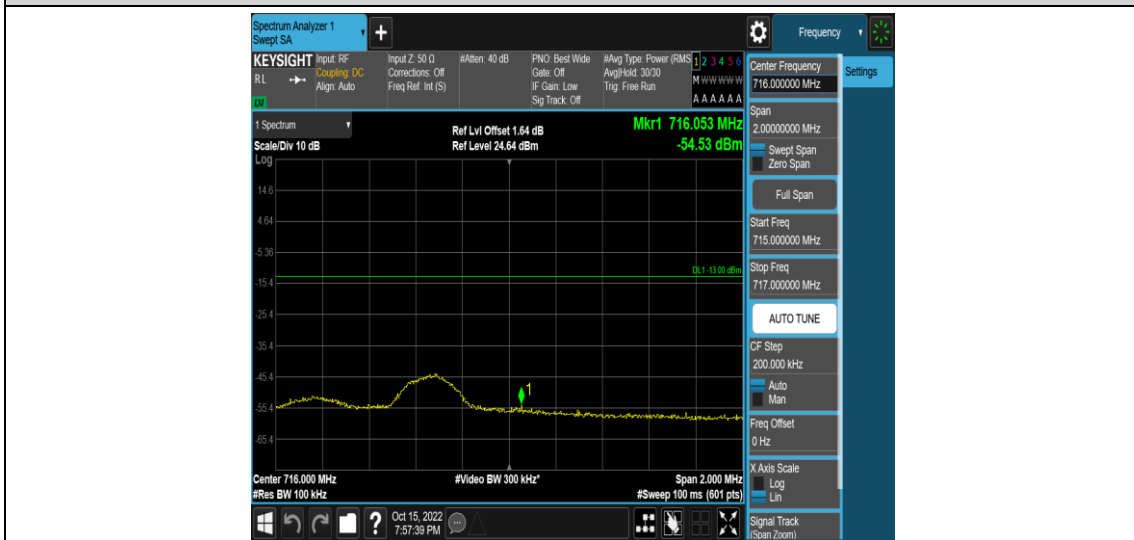 Spectrum Analyzer 1
Swept SA
+
Frequency
KEYSIGHT
RL
Input: RF
Coupling: DC
Align: Auto
Input Z: 50 Ω
Corrections: Off
Freq Ref: Int (S)
#Atten: 40 dB
PNO: Best Wide
Gate: Off
IF Gain: Low
Sig Track: Off
#Avg Type: Power (RMS
Avg|Hold: 30/30
Trig: Free Run
1 2 3 4 5 6
M W W W W W
A A A A A A
Center Frequency
716.000000 MHz
Settings
1 Spectrum
Scale/Div 10 dB
Ref Lvl Offset 1.64 dB
Ref Level 24.64 dBm
Mkr1 716.053 MHz
-54.53 dBm
Span
2.00000000 MHz
Swept Span
Zero Span
Full Span
Start Freq
715.000000 MHz
Stop Freq
717.000000 MHz
AUTO TUNE
CF Step
200.000 kHz
Auto
Man
Freq Offset
0 Hz
X Axis Scale
Log
Lin
Signal Track
(Span Zoom)
Log
14.6
4.64
-5.36
-15.4
-25.4
-35.4
-45.4
-55.4
-65.4
DL1 -13.00 dBm
1
Center 716.000 MHz
#Res BW 100 kHz
#Video BW 300 kHz*
Span 2.000 MHz
#Sweep 100 ms (601 pts)
?
Oct 15, 2022
7:57:39 PM